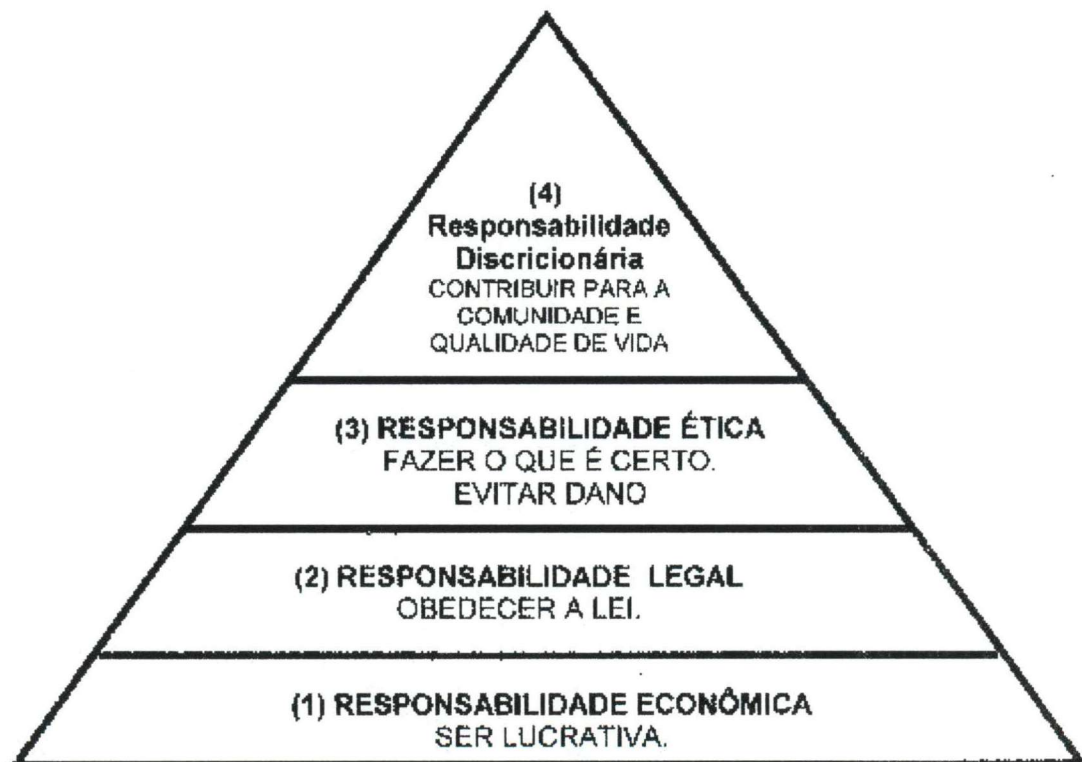 (4)
Responsabilidade
Discricionária
CONTRIBUIR PARA A
COMUNIDADE E
QUALIDADE DE VIDA
(3) RESPONSABILIDADE ÉTICA
FAZER O QUE É CERTO.
EVITAR DANO
(2) RESPONSABILIDADE LEGAL
OBEDECER A LEI.
(1) RESPONSABILIDADE ECONÔMICA
SER LUCRATIVA.